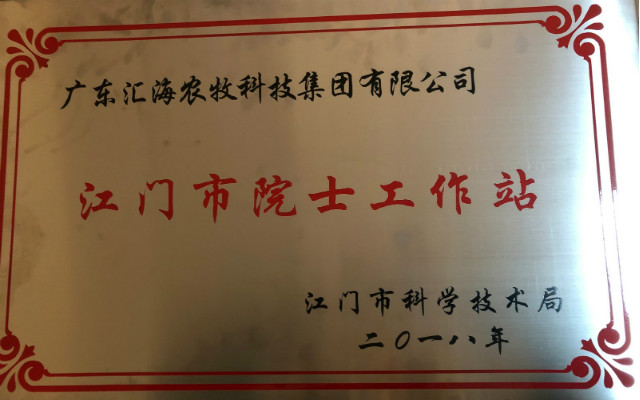 广东汇海农牧科技集团有限公司
江门市院士工作站
江门市科学技术局
二〇一八年